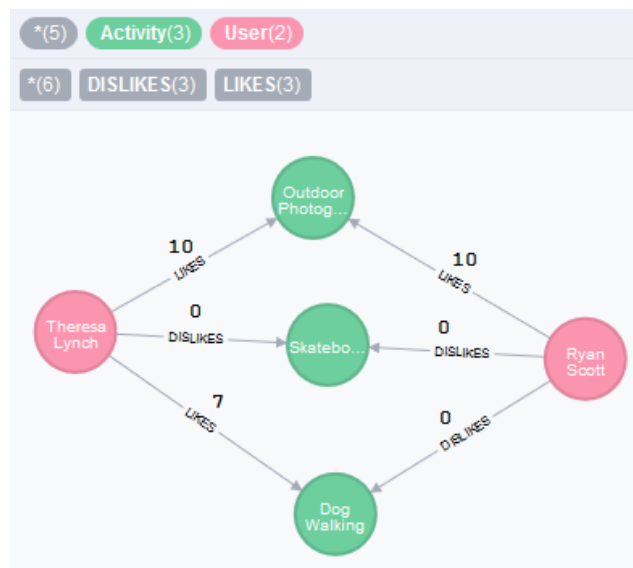 *(5) Activity(3) User(2)
*(6) DISLIKES(3) LIKES(3)
Outdoor
Photog...
10
LIKES
10
LIKES
Theresa
Lynch
0
DISLIKES
Skatebo...
0
DISLIKES
Ryan
Scott
7
LIKES
0
DISLIKES
Dog
Walking